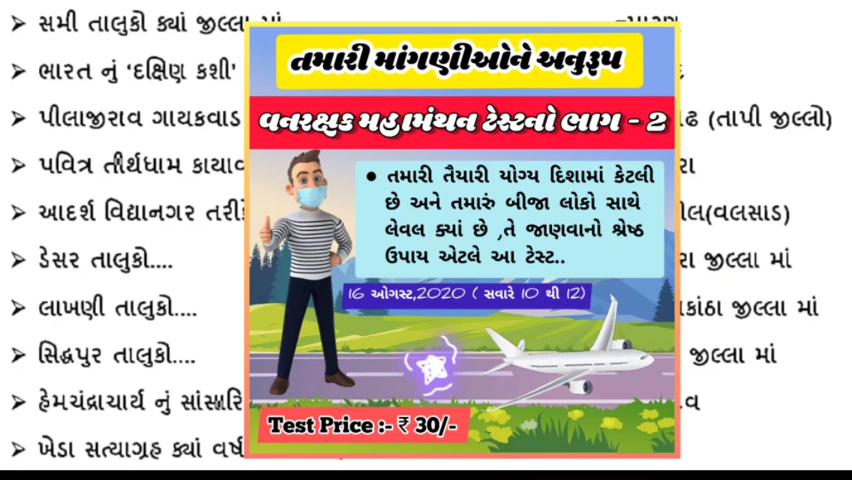 સમી તાલુકો ક્યાં જીલ્લા માં
ભારત નું ‘દક્ષિણ કશી'
પીલાજીરાવ ગાયકવાડ
(તાપી જીલ્લો)
પવિત્ર તીર્થધામ
આદર્શ વિદ્યાનગર
(વલસાડ)
ડેસર તાલુકો....
જીલ્લા માં
લાખણી તાલુકો....
જીલ્લા માં
સિદ્ધપુર તાલુકો....
જીલ્લા માં
હેમચંદ્રાચાર્ય નું
ખેડા સત્યાગ્રહ ક્યાં વર્ષ
તમારી માંગણીઓને અનુરૂપ
વનરક્ષક મહામંથન ટેસ્ટનો ભાગ - 2
• તમારી તૈયારી યોગ્ય દિશામાં કેટલી
છે અને તમારું બીજા લોકો સાથે
લેવલ ક્યાં છે ,તે જાણવાનો શ્રેષ્ઠ
ઉપાય એટલે આ ટેસ્ટ..
16 ઓગસ્ટ,2020 ( સવારે 10 થી 12)
Test Price :- ₹ 30/-